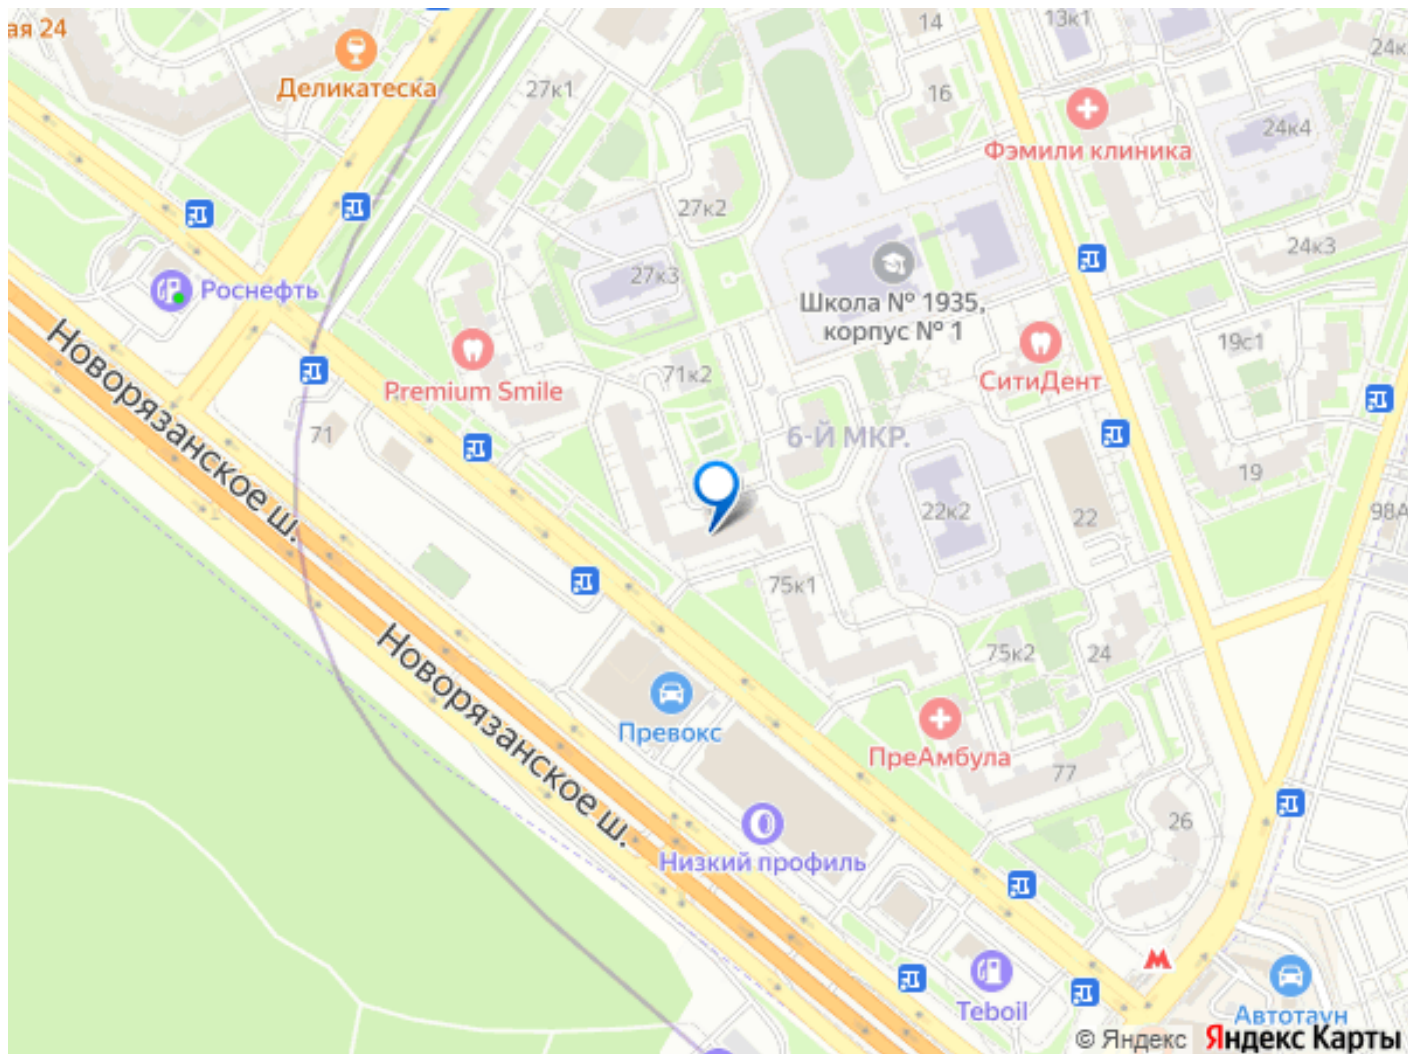 ая 24
Деликатеска
14
13к1
24к
27к1
16
Фэмили клиника
24к4
27к2
27к3
24к3
Роснефть
Школа № 1935,
корпус № 1
19с1
Premium Smile
71к2
СитиДент
Новорязанское ш.
71
6-Й МКР.
19
22к2
22
98А
75к1
75к2
24
Новорязанское ш.
Превокс
ПреАмбула
77
26
Низкий профиль
Teboil
Автотаун
© Яндекс Яндекс Карты